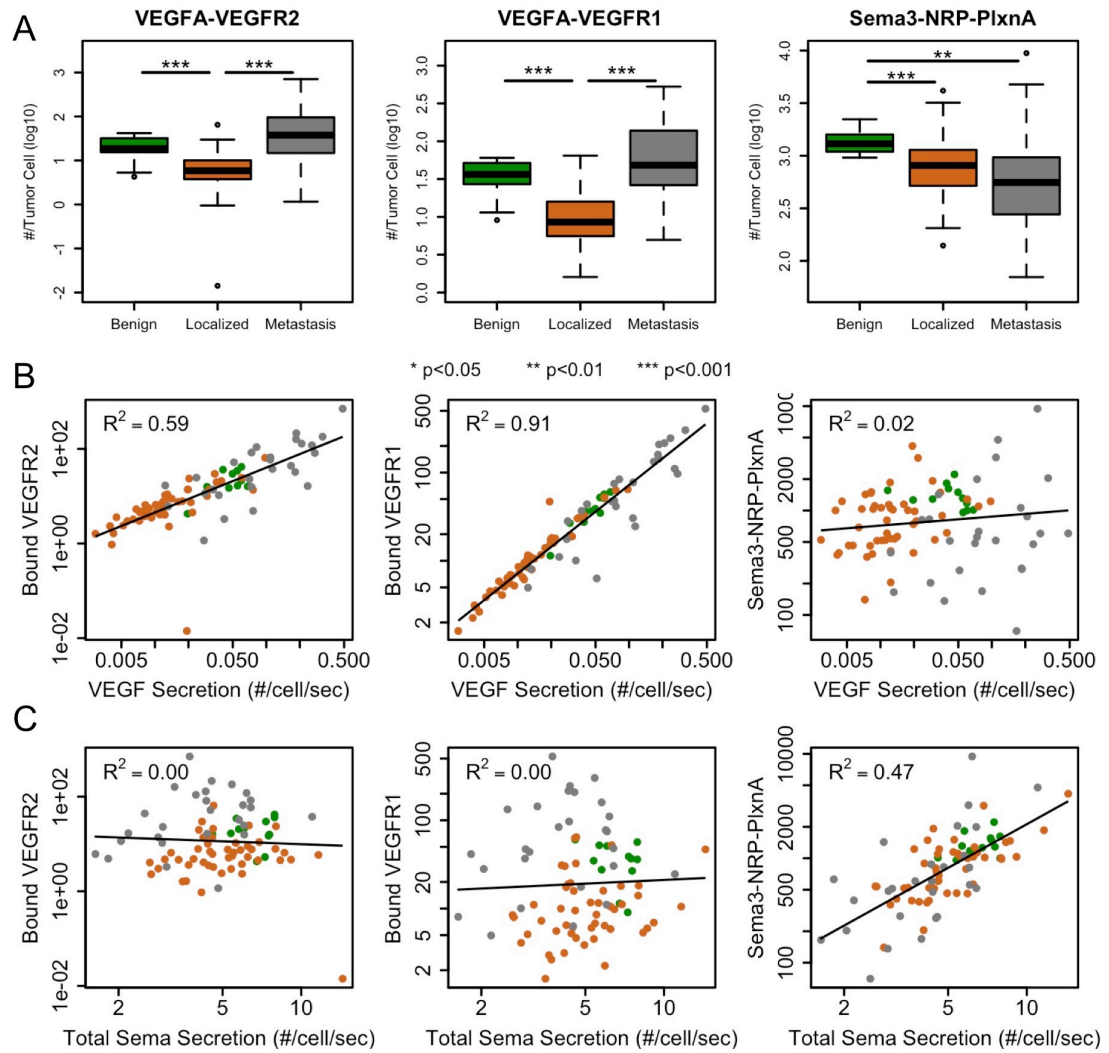 A
VEGFA-VEGFR2
VEGFA-VEGFR1
Sema3-NRP-PlxnA
#/Tumor Cell (log10)
3
2
1
0
-1
-2
***
***
Benign
Localized
Metastasis
#/Tumor Cell (log10)
3.0
2.5
2.0
1.5
1.0
0.5
0.0
***
***
Benign
Localized
Metastasis
#/Tumor Cell (log10)
4.0
3.5
3.0
2.5
2.0
**
***
Benign
Localized
Metastasis
* p<0.05
** p<0.01
*** p<0.001
B
Bound VEGFR2
1e+02
1e+00
1e-02
R2 = 0.59
0.005
0.050
0.500
VEGF Secretion (#/cell/sec)
Bound VEGFR1
500
100
20
5
2
R2 = 0.91
0.005
0.050
0.500
VEGF Secretion (#/cell/sec)
Sema3-NRP-PlxnA
2000
500
100
R2 = 0.02
0.005
0.050
0.500
VEGF Secretion (#/cell/sec)
C
Bound VEGFR2
1e+02
1e+00
1e-02
R2 = 0.00
2
5
10
Total Sema Secretion (#/cell/sec)
Bound VEGFR1
500
100
20
5
2
R2 = 0.00
2
5
10
Total Sema Secretion (#/cell/sec)
Sema3-NRP-PlxnA
10000
2000
500
100
R2 = 0.47
2
5
10
Total Sema Secretion (#/cell/sec)